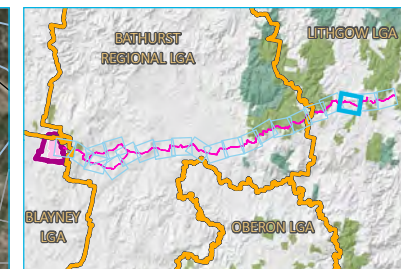 BATHURST
REGIONAL LGA
LITHGOW LGA
BLAYNEY
LGA
OBERON LGA